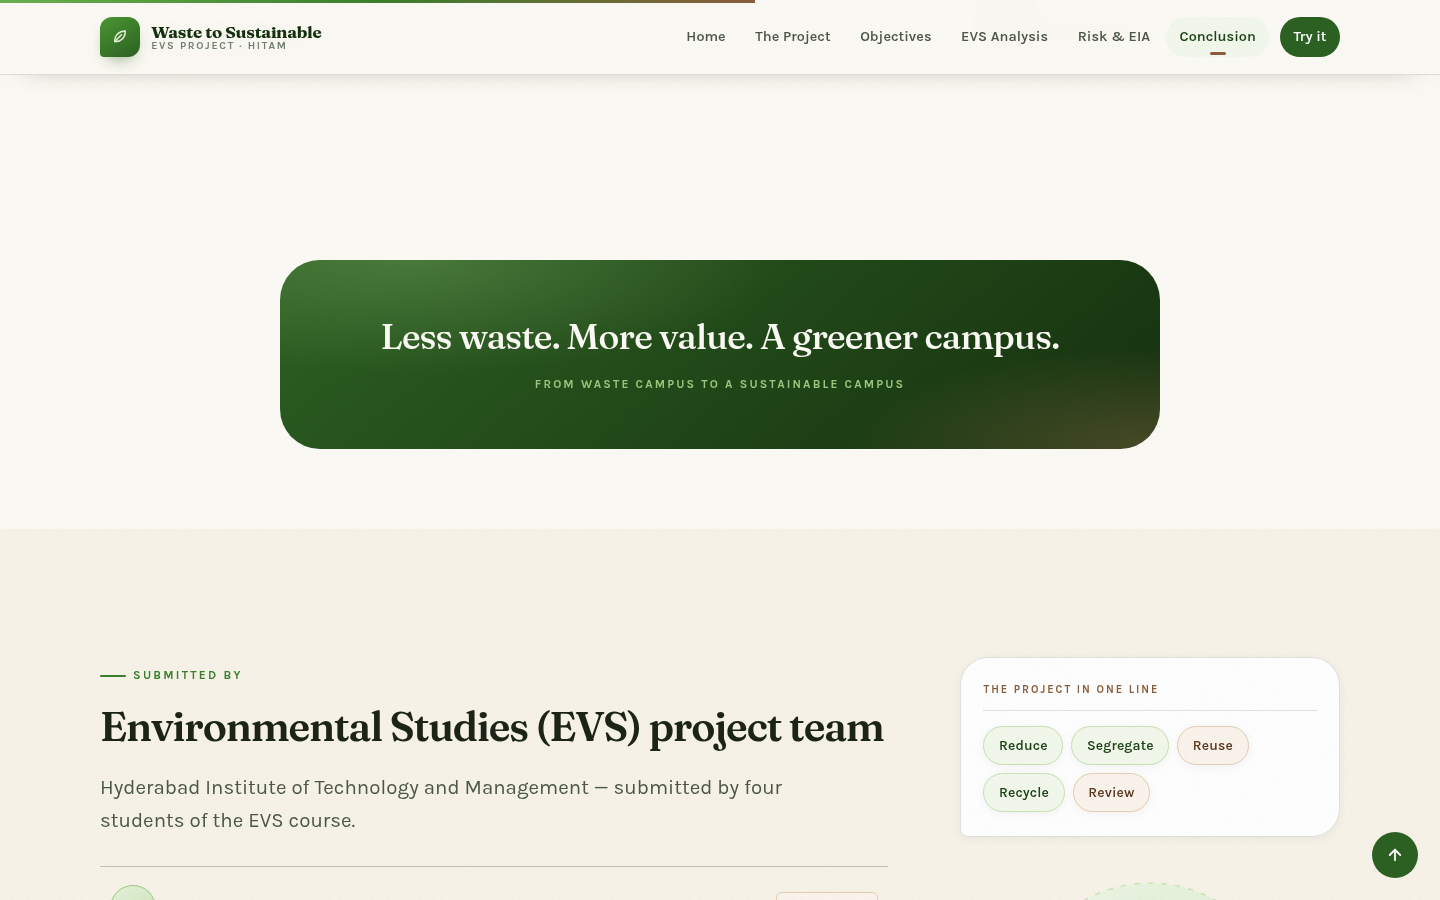 Waste to Sustainable
EVS PROJECT · HITAM
Home
The Project
Objectives
EVS Analysis
Risk & EIA
Conclusion
Try it
Less waste. More value. A greener campus.
FROM WASTE CAMPUS TO A SUSTAINABLE CAMPUS
SUBMITTED BY
Environmental Studies (EVS) project team
Hyderabad Institute of Technology and Management — submitted by four
students of the EVS course.
THE PROJECT IN ONE LINE
Reduce
Segregate
Reuse
Recycle
Review